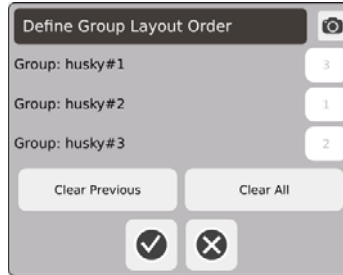 Define Group Layout Order
Group: husky#1 3
Group: husky#2 1
Group: husky#3 2
Clear Previous Clear All